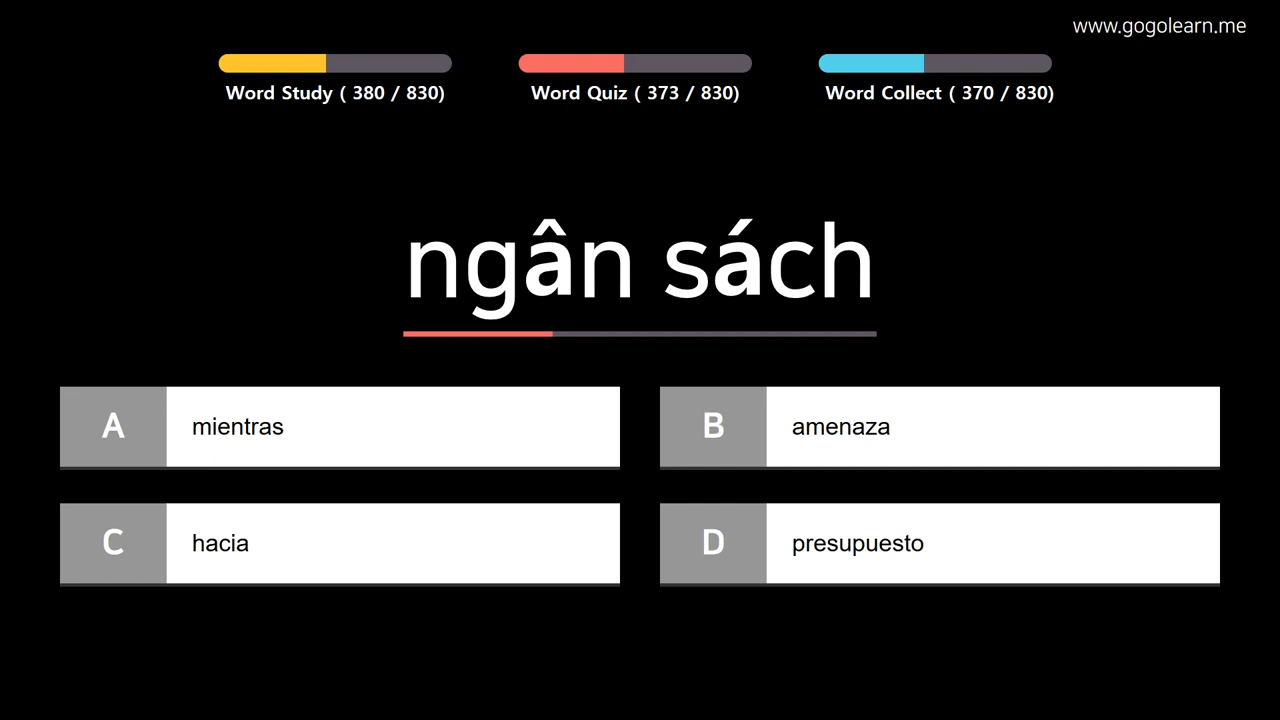 www.gogolearn.me
Word Study ( 380 / 830)
Word Quiz ( 373 / 830)
Word Collect ( 370 / 830)
ngân sách
A mientras
B amenaza
C hacia
D presupuesto